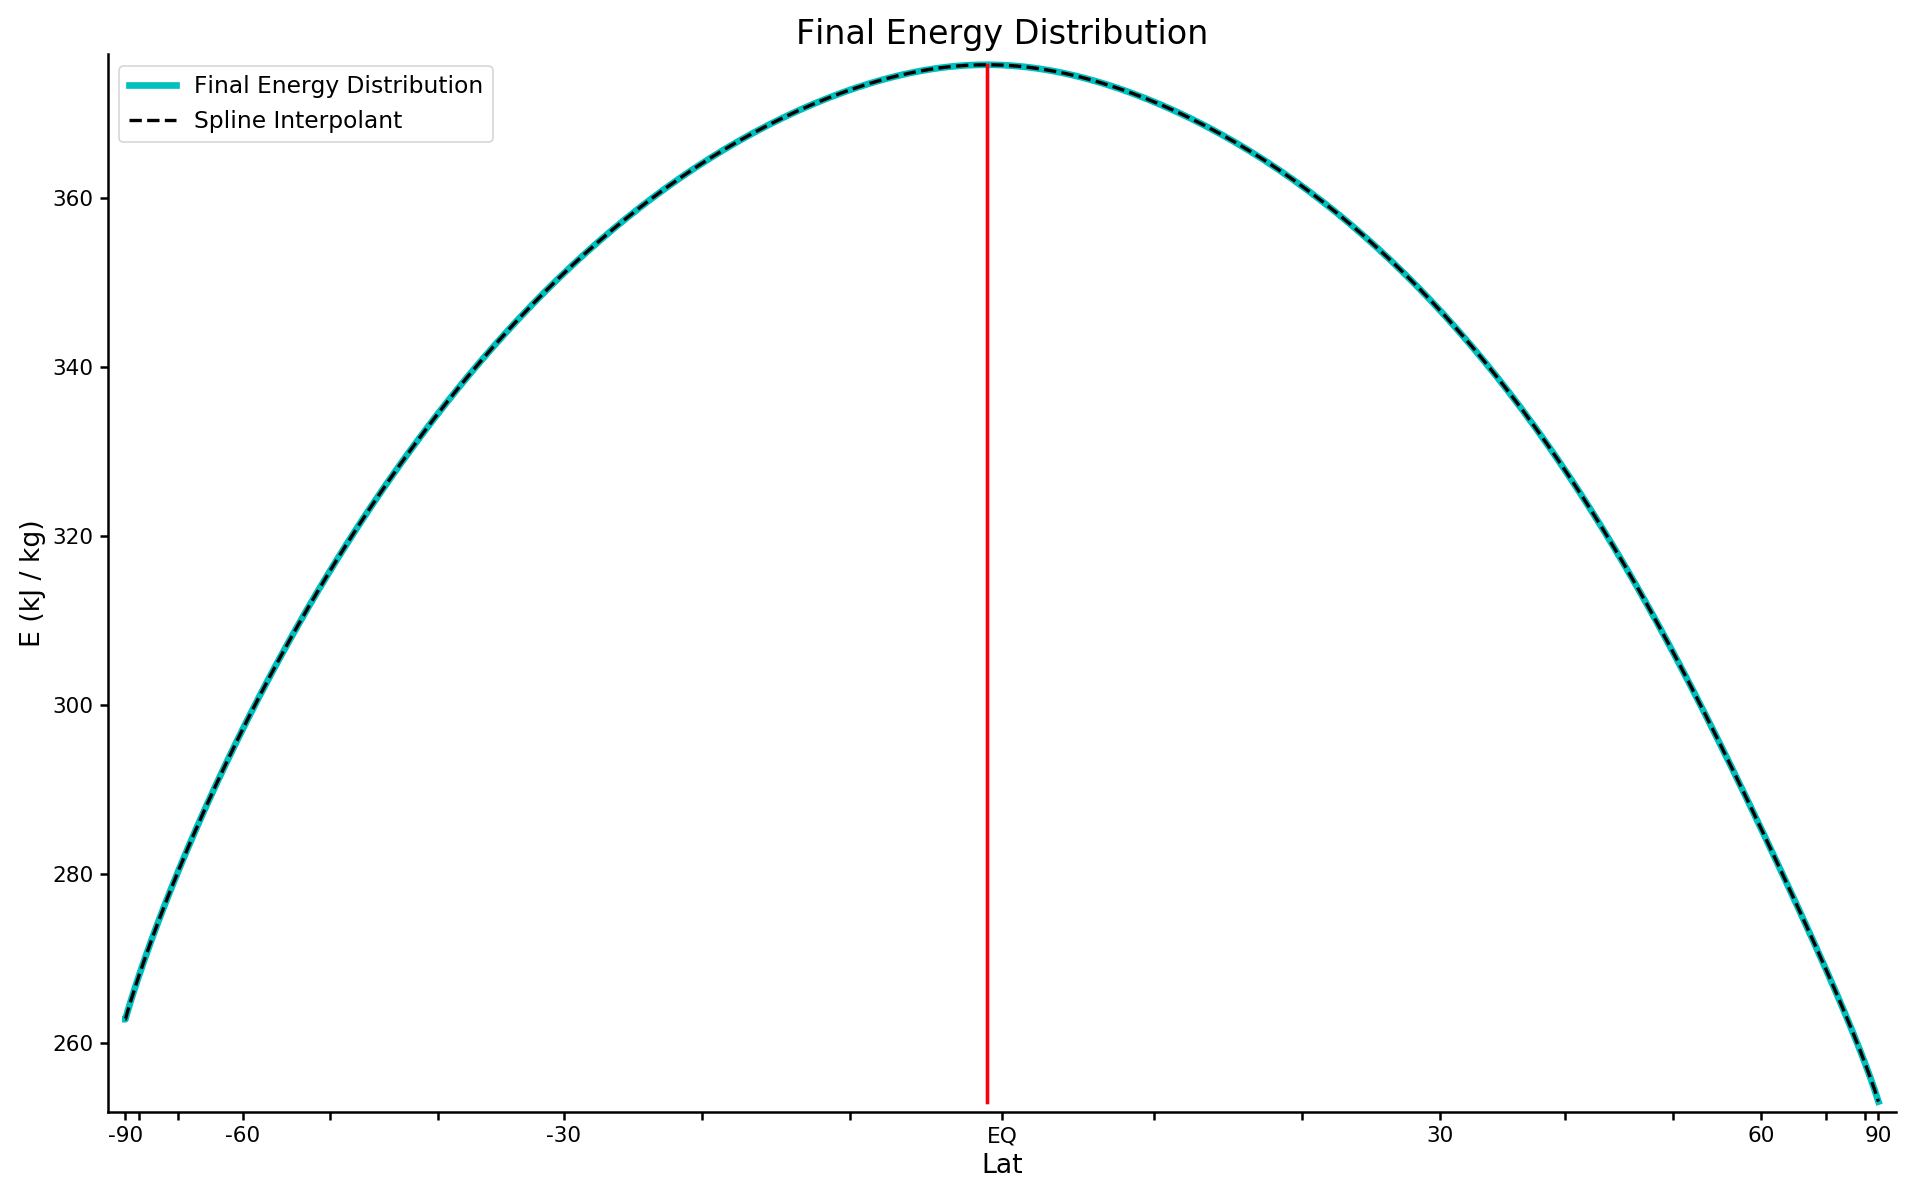 Final Energy Distribution
Final Energy Distribution
Spline Interpolant
E (kJ / kg)
360
340
320
300
280
260
-90 -60 -30 EQ 30 60 90
Lat